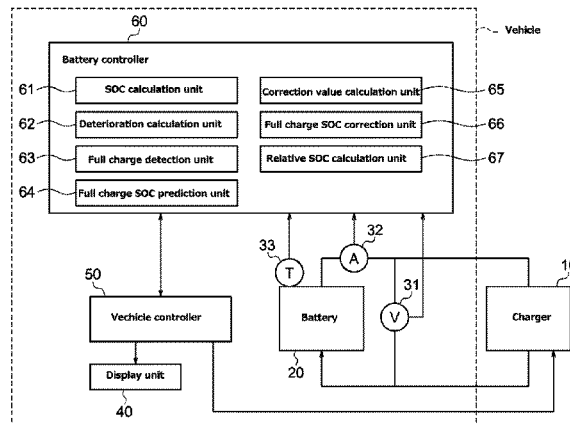 60
Vehicle
Battery controller
61
SOC calculation unit
Correction value calculation unit
65
62
Deterioration calculation unit
Full charge SOC correction unit
66
63
Full charge detection unit
Relative SOC calculation unit
67
64
Full charge SOC prediction unit
33
32
T
A
50
31
10
Vechicle controller
Battery
V
Charger
20
Display unit
40